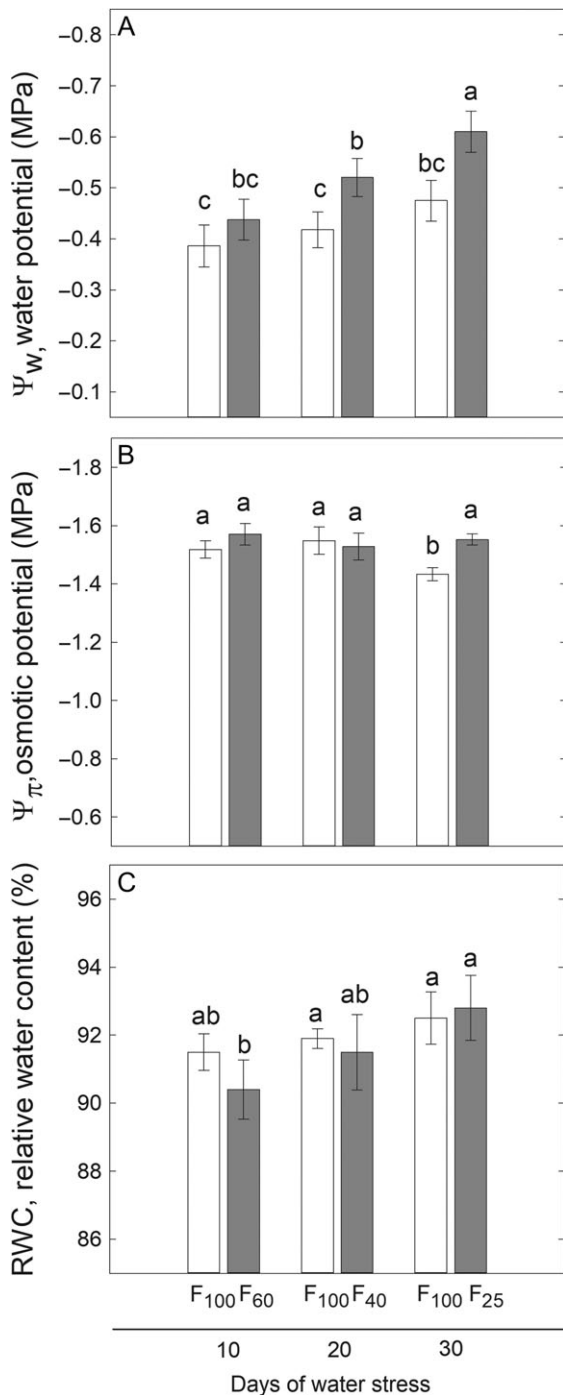 A
–0.8
–0.7
–0.6
–0.5
–0.4
–0.3
–0.2
–0.1
Ψw, water potential (MPa)
c bc c b bc a
B
–1.8
–1.6
–1.4
–1.2
–1.0
–0.8
–0.6
Ψπ,osmotic potential (MPa)
a a a a b a
C
96
94
92
90
88
86
RWC, relative water content (%)
ab b a ab a a
F100 F60 F100 F40 F100 F25
10 20 30
Days of water stress